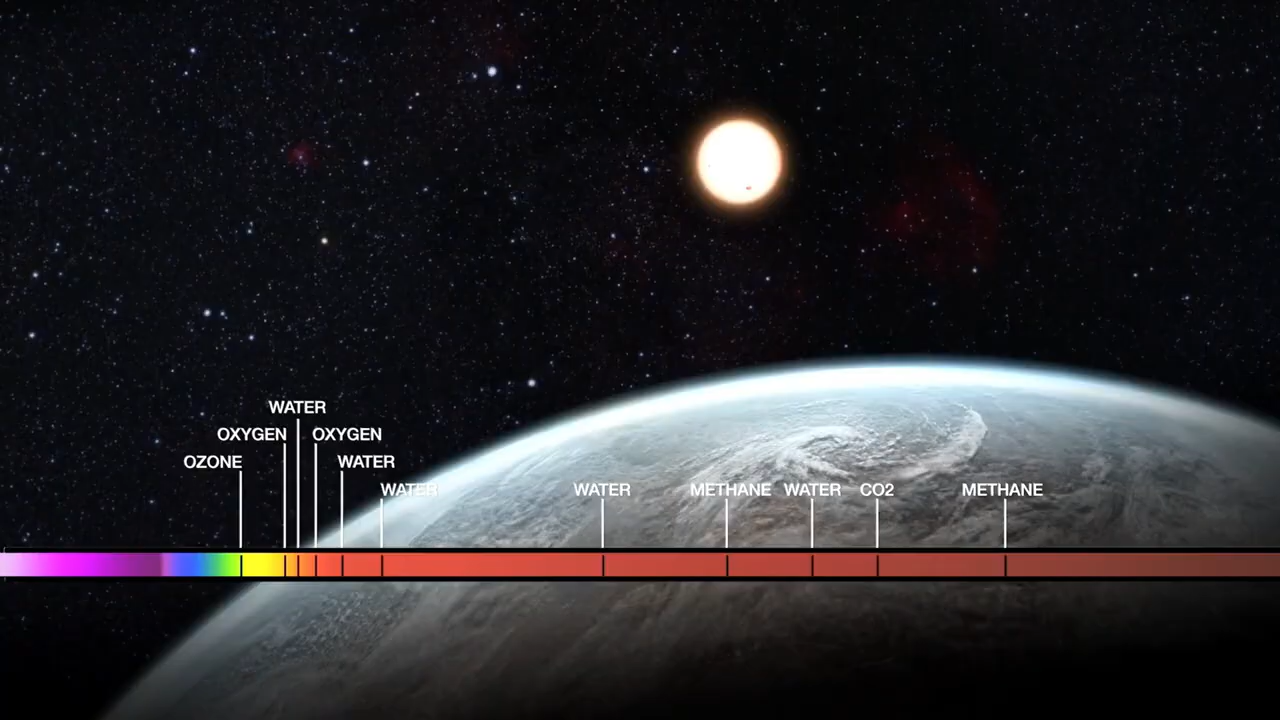 WATER
OXYGEN OXYGEN
OZONE WATER
WATER WATER METHANE WATER CO2 METHANE